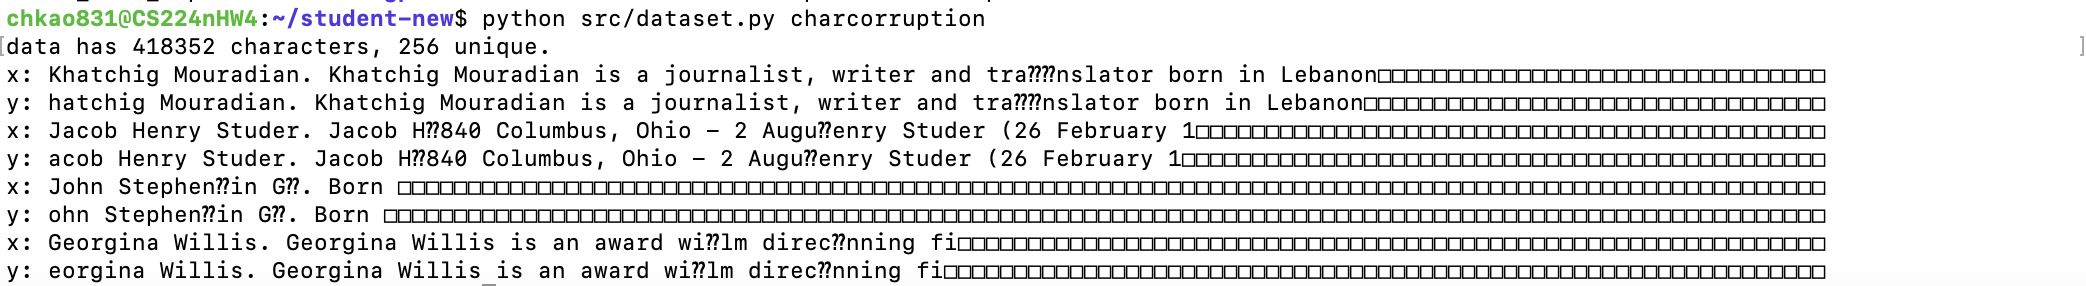 chkao831@CS224nHW4:~/student-new$ python src/dataset.py charcorruption
[data has 418352 characters, 256 unique. ]
x: Khatchig Mouradian. Khatchig Mouradian is a journalist, writer and tra⁇⁇nslator born in Lebanon□□□□□□□□□□□□□□□□□□□□□□□□□□□□□□□□
y: hatchig Mouradian. Khatchig Mouradian is a journalist, writer and tra⁇⁇nslator born in Lebanon□□□□□□□□□□□□□□□□□□□□□□□□□□□□□□□□□
x: Jacob Henry Studer. Jacob H⁇840 Columbus, Ohio – 2 Augu⁇enry Studer (26 February 1□□□□□□□□□□□□□□□□□□□□□□□□□□□□□□□□□□□□□□□□□□□□□
y: acob Henry Studer. Jacob H⁇840 Columbus, Ohio – 2 Augu⁇enry Studer (26 February 1□□□□□□□□□□□□□□□□□□□□□□□□□□□□□□□□□□□□□□□□□□□□□□
x: John Stephen⁇in G⁇. Born □□□□□□□□□□□□□□□□□□□□□□□□□□□□□□□□□□□□□□□□□□□□□□□□□□□□□□□□□□□□□□□□□□□□□□□□□□□□□□□□□□□□□□□□□□□□□□□□□□□□□□
y: ohn Stephen⁇in G⁇. Born □□□□□□□□□□□□□□□□□□□□□□□□□□□□□□□□□□□□□□□□□□□□□□□□□□□□□□□□□□□□□□□□□□□□□□□□□□□□□□□□□□□□□□□□□□□□□□□□□□□□□□□
x: Georgina Willis. Georgina Willis is an award wi⁇lm direc⁇nning fi□□□□□□□□□□□□□□□□□□□□□□□□□□□□□□□□□□□□□□□□□□□□□□□□□□□□□□□□□□□□□□
y: eorgina Willis. Georgina Willis is an award wi⁇lm direc⁇nning fi□□□□□□□□□□□□□□□□□□□□□□□□□□□□□□□□□□□□□□□□□□□□□□□□□□□□□□□□□□□□□□□